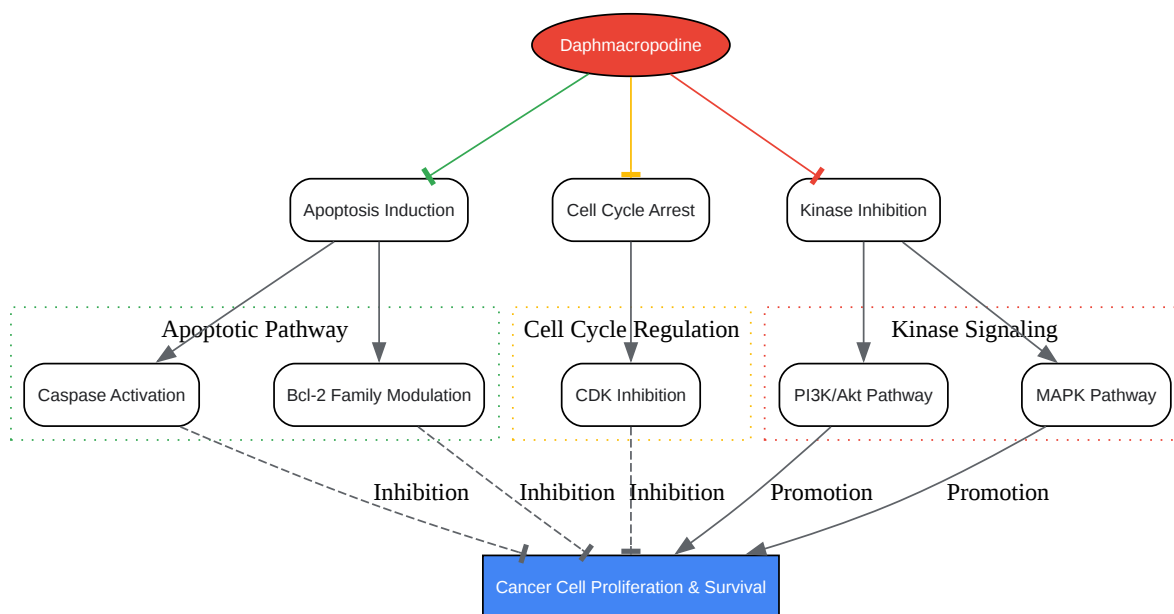 Daphmacropodine
Apoptosis Induction
Cell Cycle Arrest
Kinase Inhibition
Apoptotic Pathway
Cell Cycle Regulation
Kinase Signaling
Caspase Activation
Bcl-2 Family Modulation
CDK Inhibition
PI3K/Akt Pathway
MAPK Pathway
Inhibition
Inhibition
Inhibition
Promotion
Promotion
Cancer Cell Proliferation & Survival